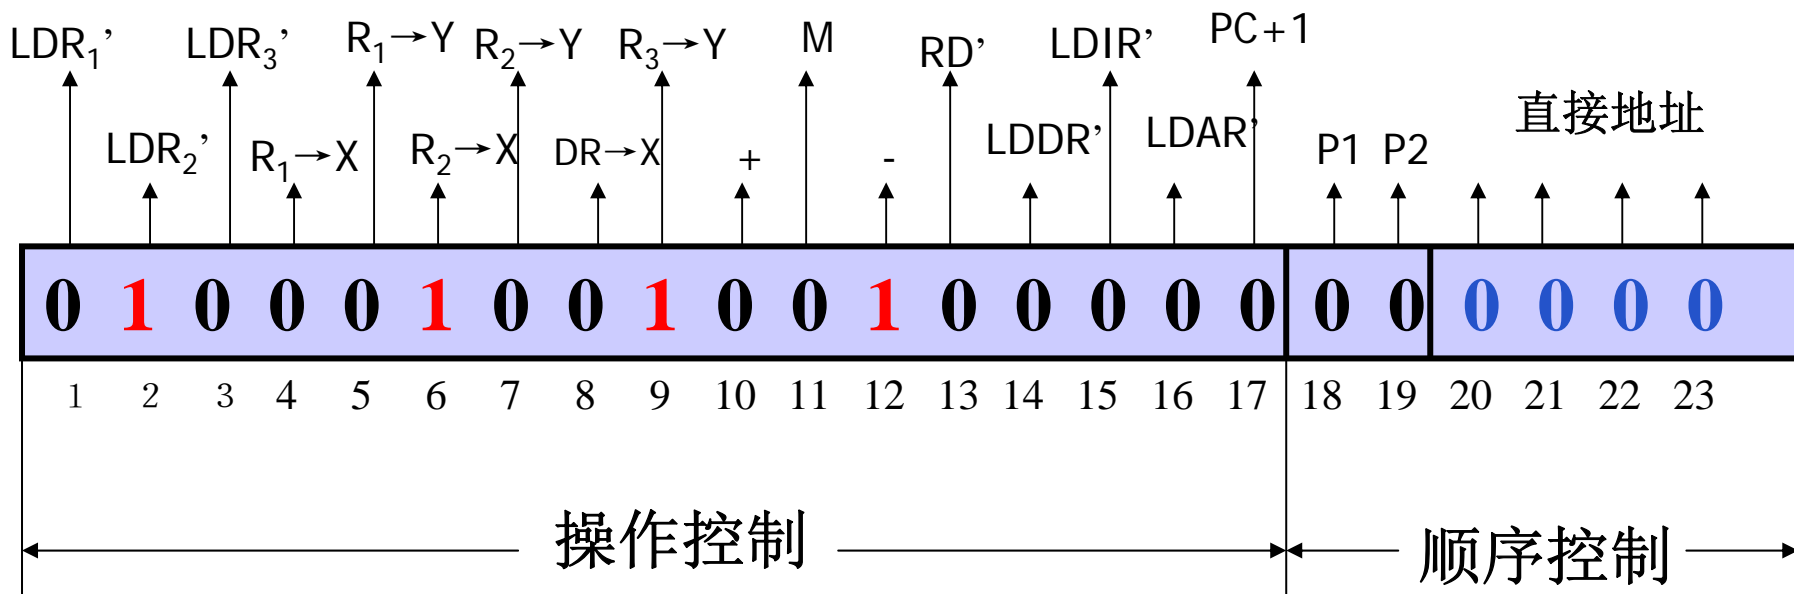 LDR₁’ LDR₃’ R₁→Y R₂→Y R₃→Y M RD’ LDIR’ PC+1
LDR₂’ R₁→X R₂→X DR→X + - LDDR’ LDAR’ P1 P2 直接地址
0 1 0 0 0 1 0 0 1 0 0 1 0 0 0 0 0 0 0 0 0 0 0
1 2 3 4 5 6 7 8 9 10 11 12 13 14 15 16 17 18 19 20 21 22 23
操作控制 顺序控制